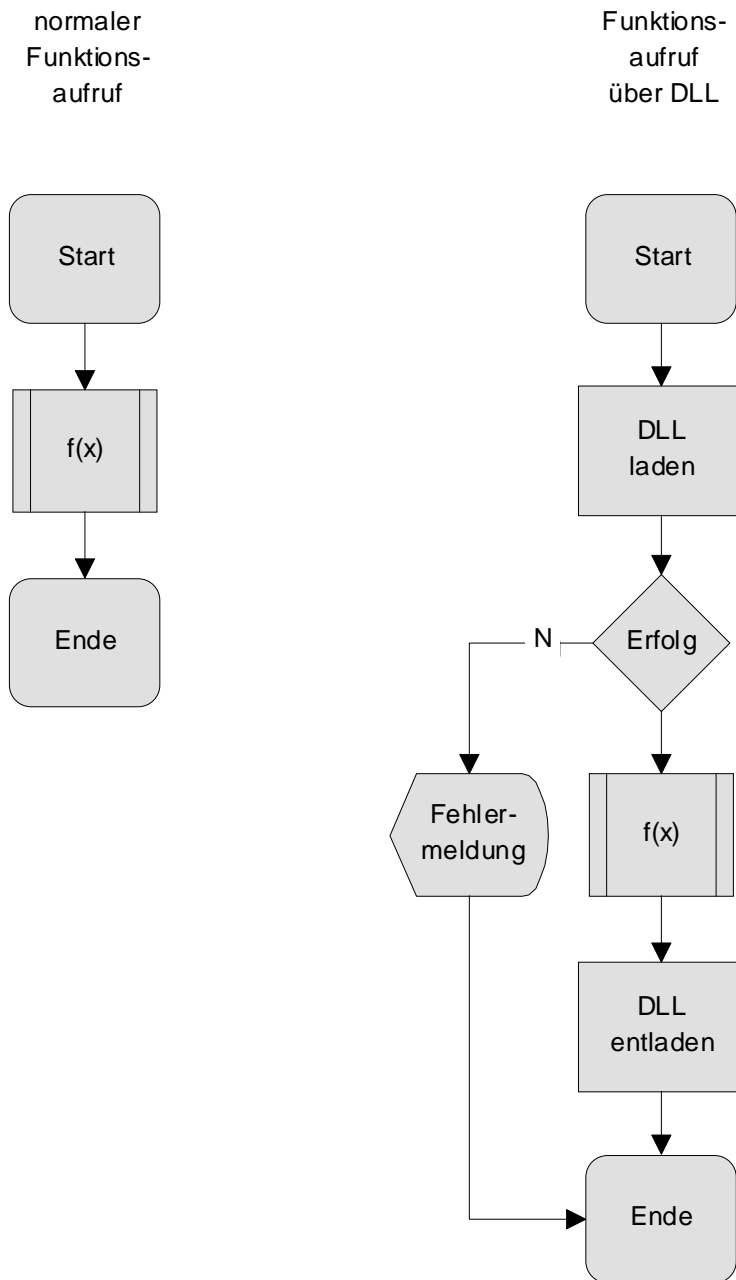 normaler
Funktions-
aufruf
Start
f(x)
Ende
Funktions-
aufruf
über DLL
Start
DLL
laden
Erfolg
N
Fehler-
meldung
f(x)
DLL
entladen
Ende